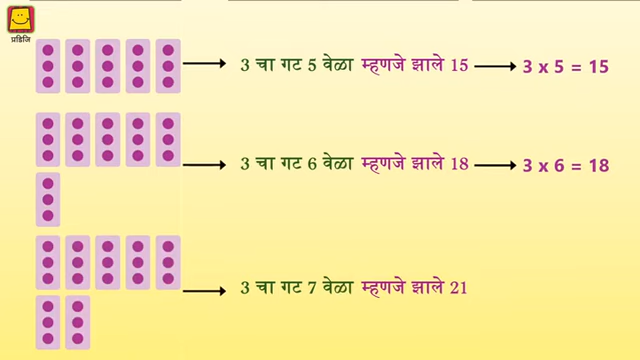 प्रडिजि
3 चा गट 5 वेळा म्हणजे झाले 15 3 x 5 = 15
3 चा गट 6 वेळा म्हणजे झाले 18 3 x 6 = 18
3 चा गट 7 वेळा म्हणजे झाले 21